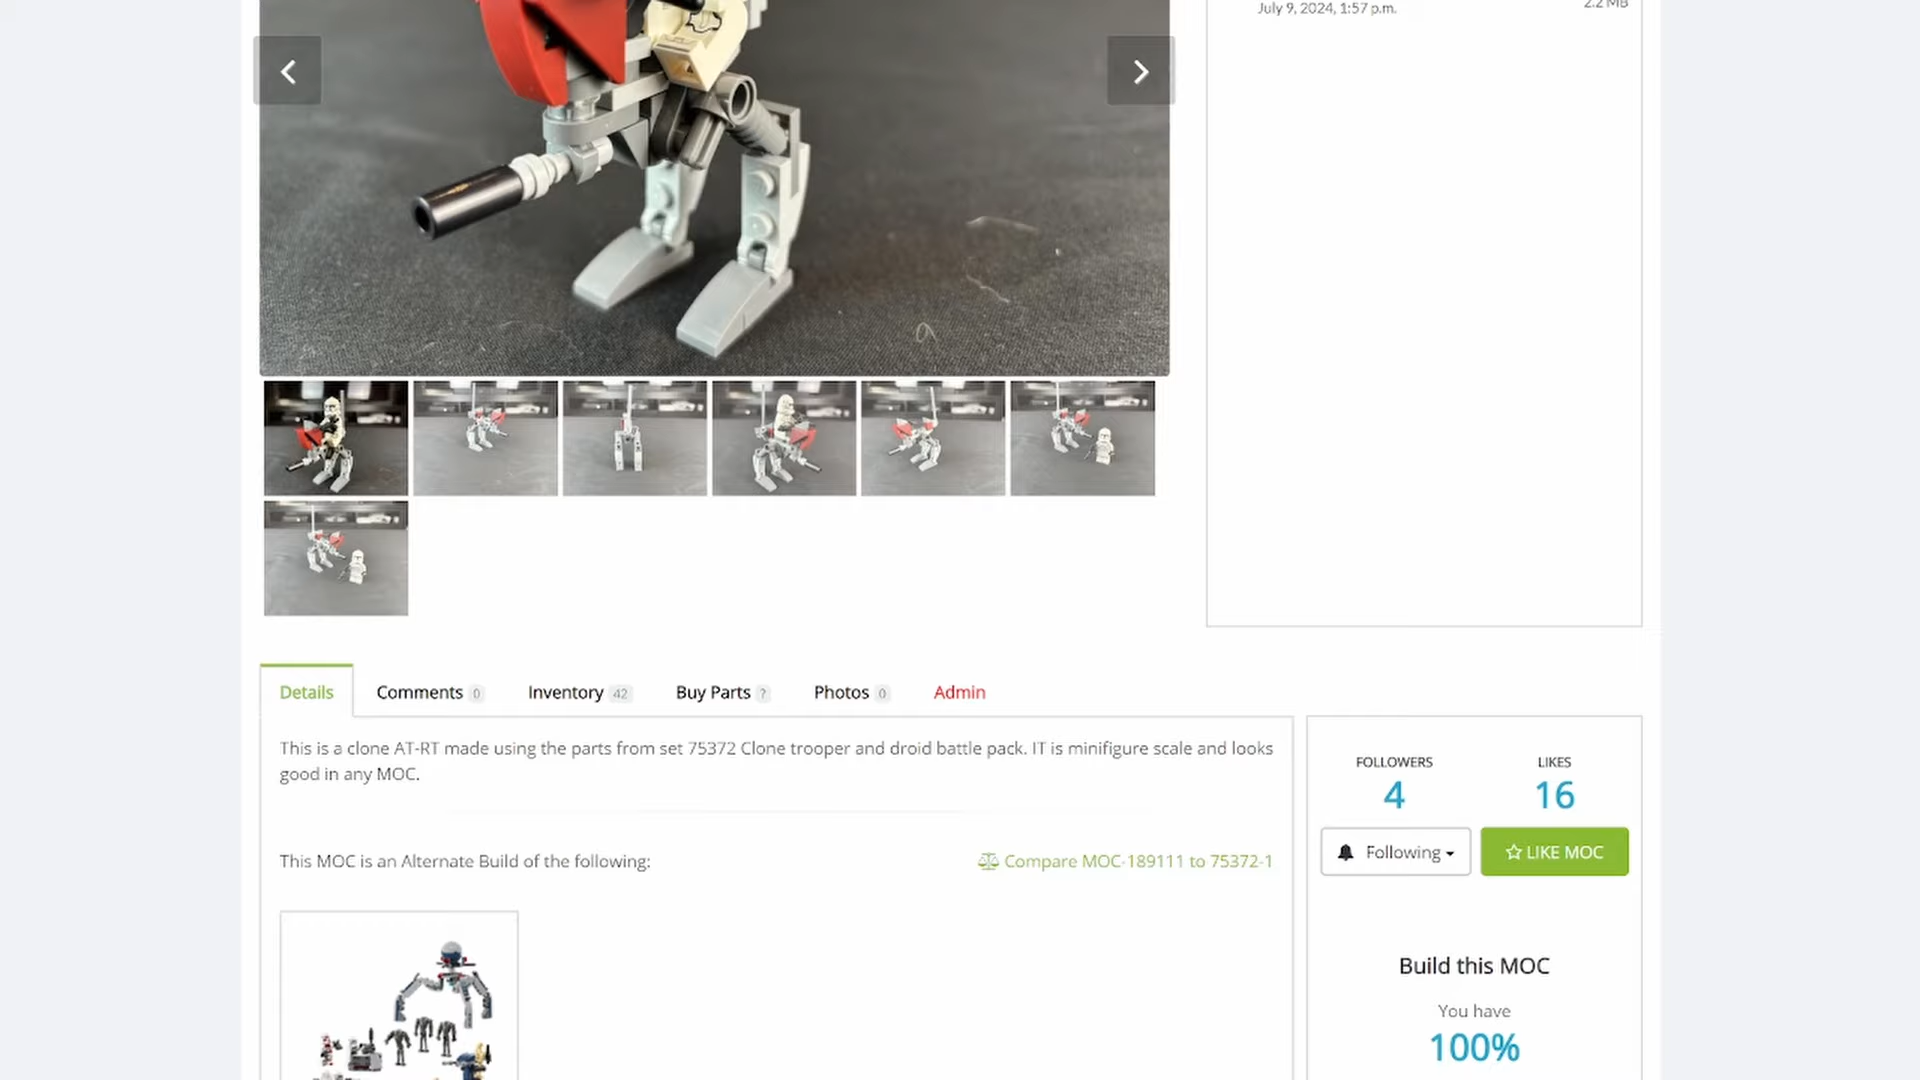 July 9, 2024, 1:57 p.m. 2.2 MB
Details Comments 0 Inventory 42 Buy Parts ? Photos 0 Admin
This is a clone AT-RT made using the parts from set 75372 Clone trooper and droid battle pack. IT is minifigure scale and looks
good in any MOC.
This MOC is an Alternate Build of the following: Compare MOC-189111 to 75372-1
FOLLOWERS LIKES
4 16
Following LIKE MOC
Build this MOC
You have
100%